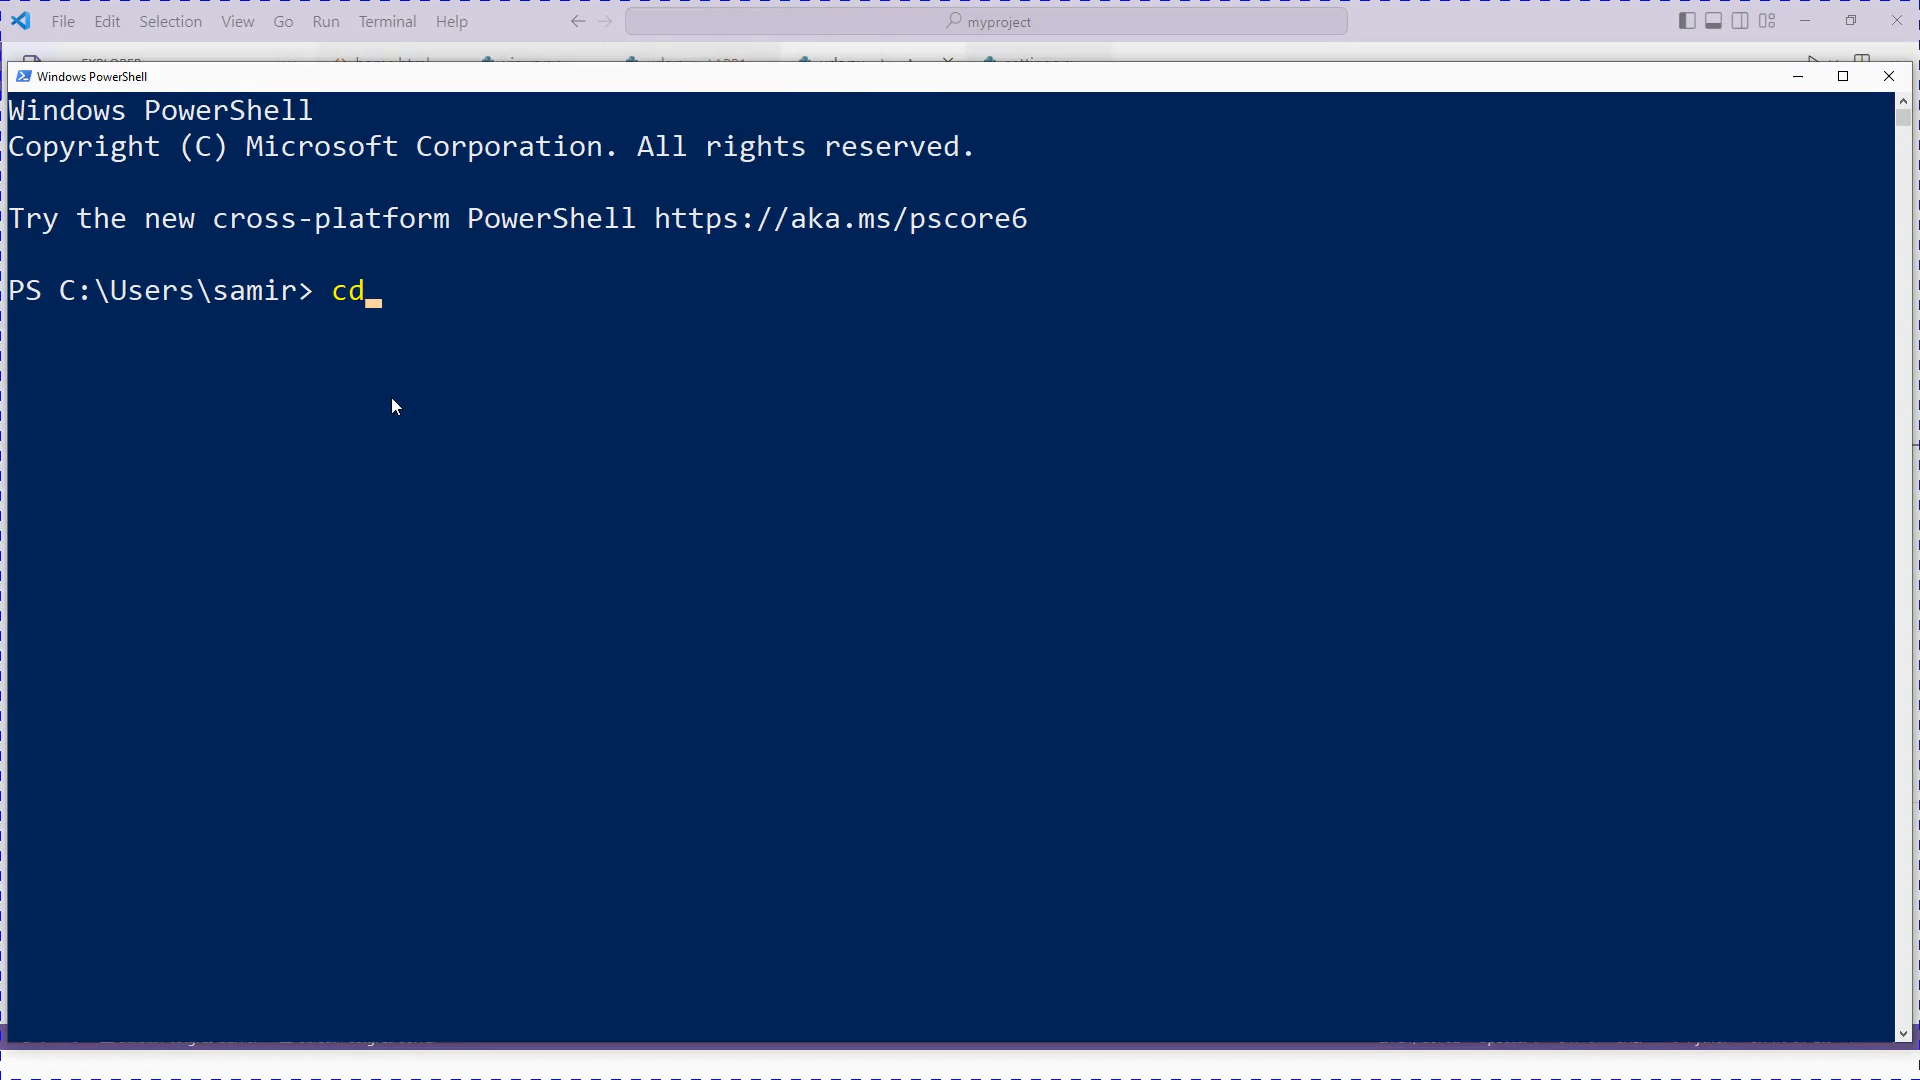 File Edit Selection View Go Run Terminal Help
myproject
Windows PowerShell
Windows PowerShell
Copyright (C) Microsoft Corporation. All rights reserved.
Try the new cross-platform PowerShell https://aka.ms/pscore6
PS C:\Users\samir> cd